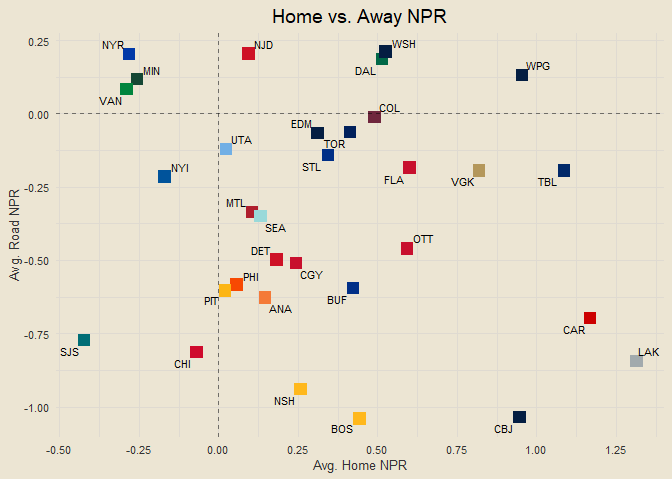 Home vs. Away NPR
0.25
0.00
-0.25
-0.50
-0.75
-1.00
Avg. Road NPR
NYR
NJD
WSH
DAL
MIN
WPG
VAN
COL
EDM
TOR
UTA
STL
NYI
FLA
VGK
TBL
MTL
SEA
OTT
DET
CGY
PHI
PIT
ANA
BUF
CAR
SJS
CHI
LAK
NSH
BOS
CBJ
-0.50
-0.25
0.00
0.25
0.50
0.75
1.00
1.25
Avg. Home NPR